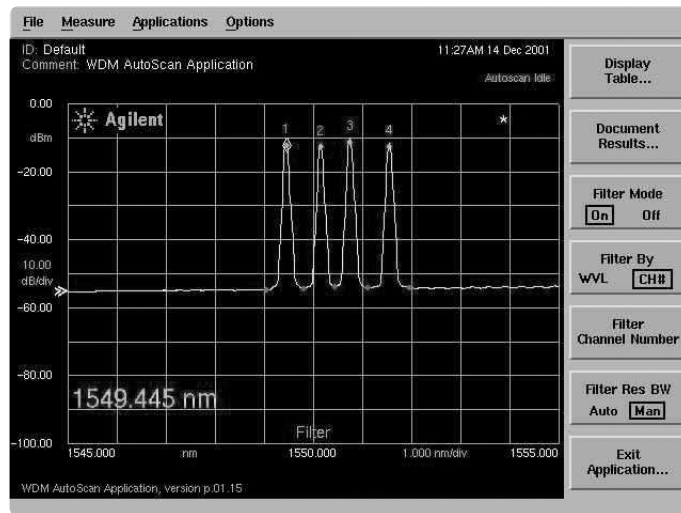 File Measure Applications Options
ID: Default
11:27AM 14 Dec 2001
Comment: WDM AutoScan Application
Autoscan Idle
0.00
Agilent
dBm
1 2 3 4
-20.00
-40.00
10.00
dB/div
-60.00
-80.00
1549.445 nm
Filter
-100.00
1545.000 nm 1550.000 1.000 nm/div 1555.000
WDM AutoScan Application, version p.01.15
Display
Table...
Document
Results...
Filter Mode
On Off
Filter By
WVL CH#
Filter
Channel Number
Filter Res BW
Auto Man
Exit
Application...